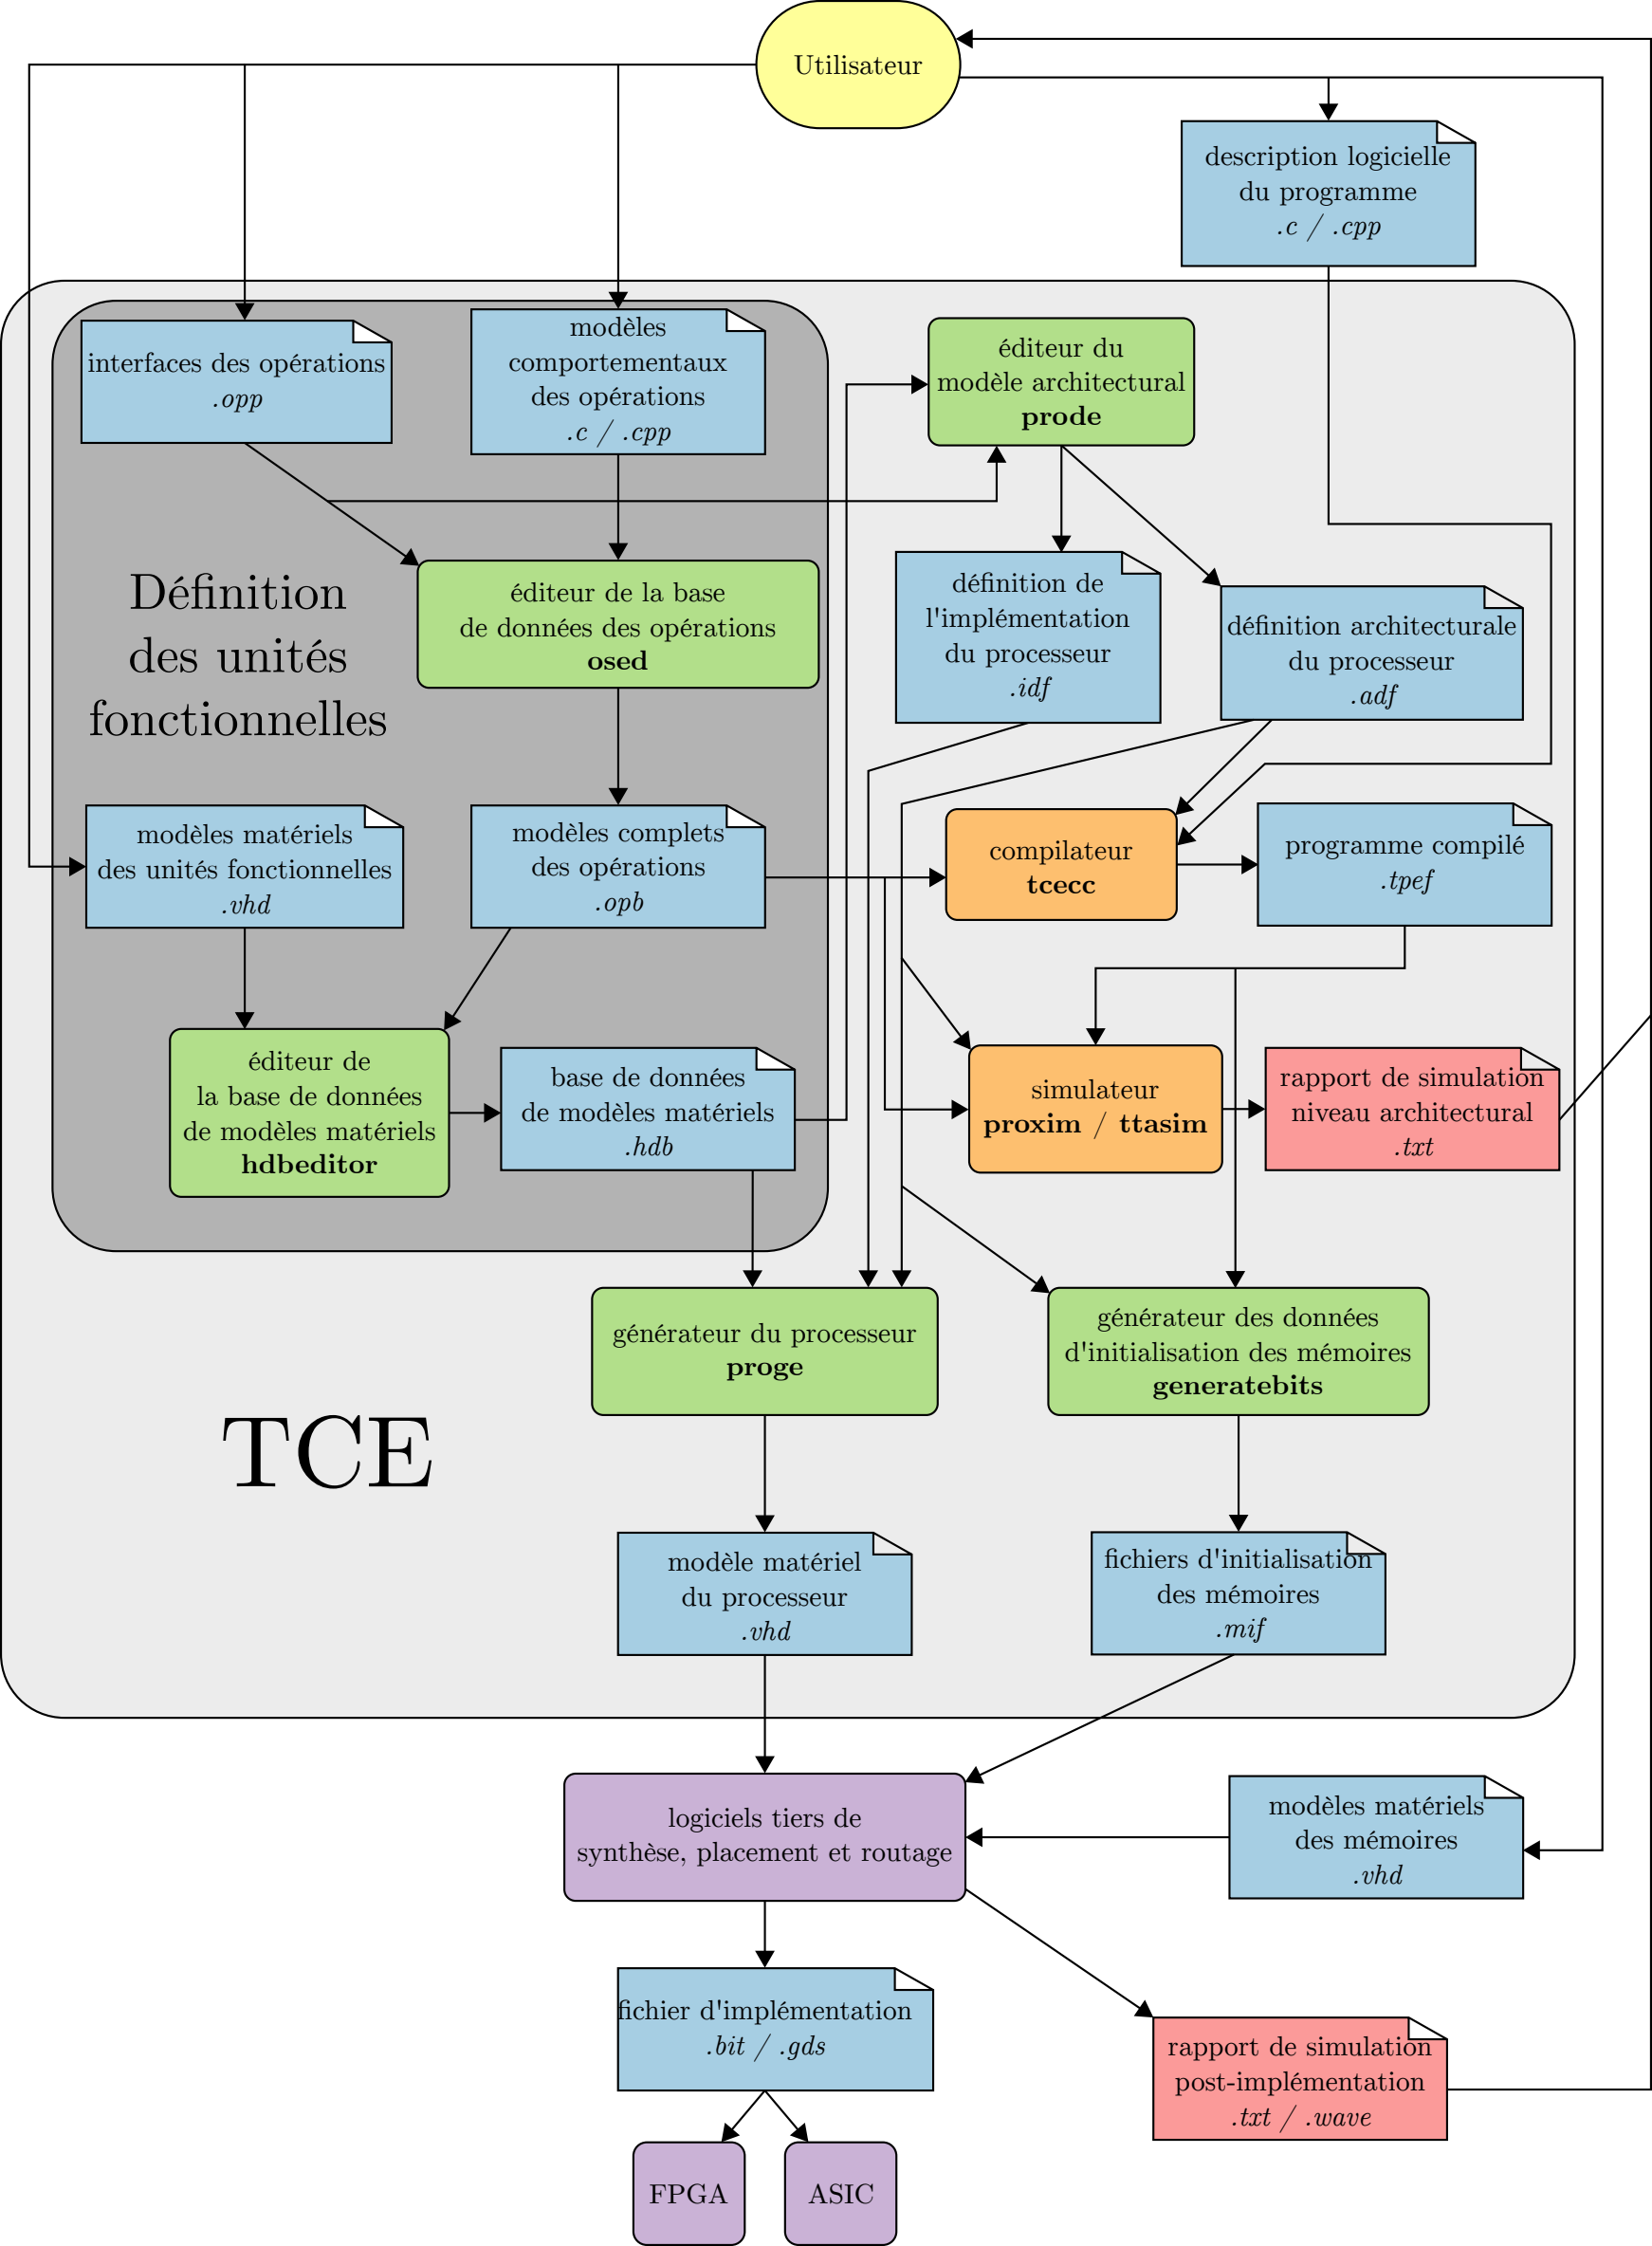 Utilisateur
description logicielle
du programme
.c / .cpp
interfaces des opérations
.opp
modèles
comportementaux
des opérations
.c / .cpp
éditeur du
modèle architectural
prode
Définition
des unités
fonctionnelles
éditeur de la base
de données des opérations
osed
définition de
l'implémentation
du processeur
.idf
définition architecturale
du processeur
.adf
modèles matériels
des unités fonctionnelles
.vhd
modèles complets
des opérations
.opb
compilateur
tcecc
programme compilé
.tpef
éditeur de
la base de données
de modèles matériels
hdbeditor
base de données
de modèles matériels
.hdb
simulateur
proxim / ttasim
rapport de simulation
niveau architectural
.txt
générateur du processeur
proge
générateur des données
d'initialisation des mémoires
generatebits
TCE
modèle matériel
du processeur
.vhd
fichiers d'initialisation
des mémoires
.mif
logiciels tiers de
synthèse, placement et routage
modèles matériels
des mémoires
.vhd
fichier d'implémentation
.bit / .gds
rapport de simulation
post-implémentation
.txt / .wave
FPGA
ASIC